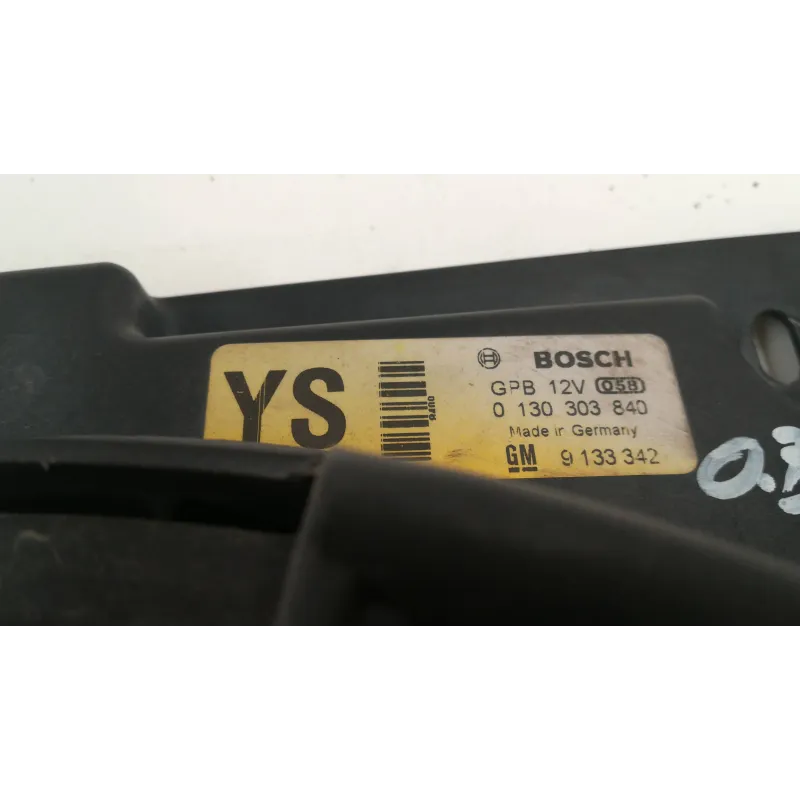 YS
BOSCH
GPB 12V 058
0 130 303 840
Made in Germany
GM 9 133 342